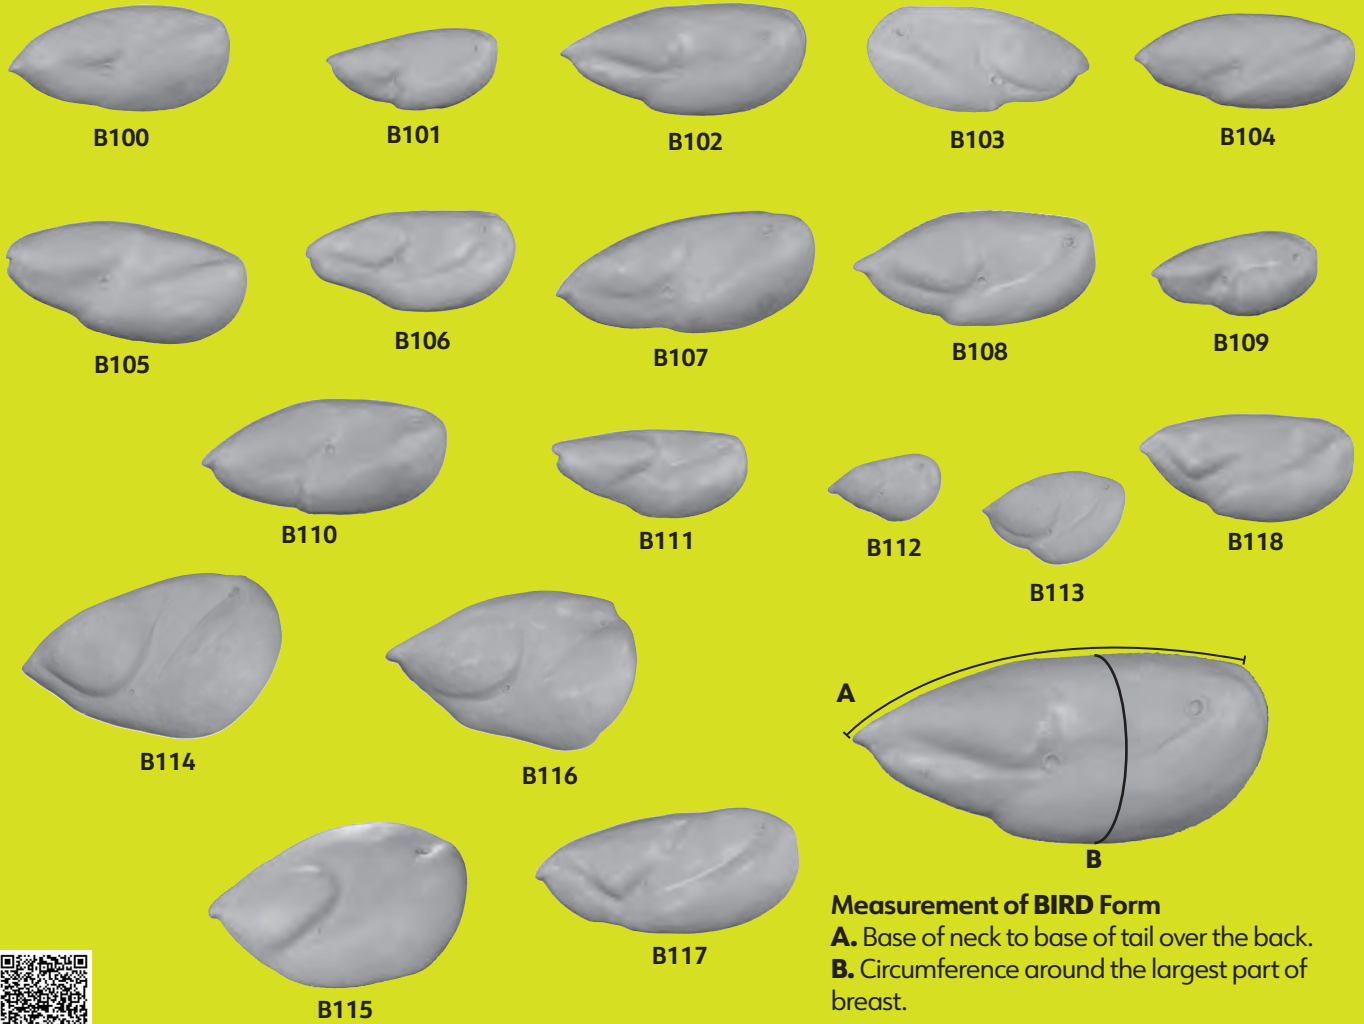 B100
B101
B102
B103
B104
B105
B106
B107
B108
B109
B110
B111
B112
B113
B118
B114
B116
B115
B117
A
B
Measurement of BIRD Form
A. Base of neck to base of tail over the back.
B. Circumference around the largest part of
breast.